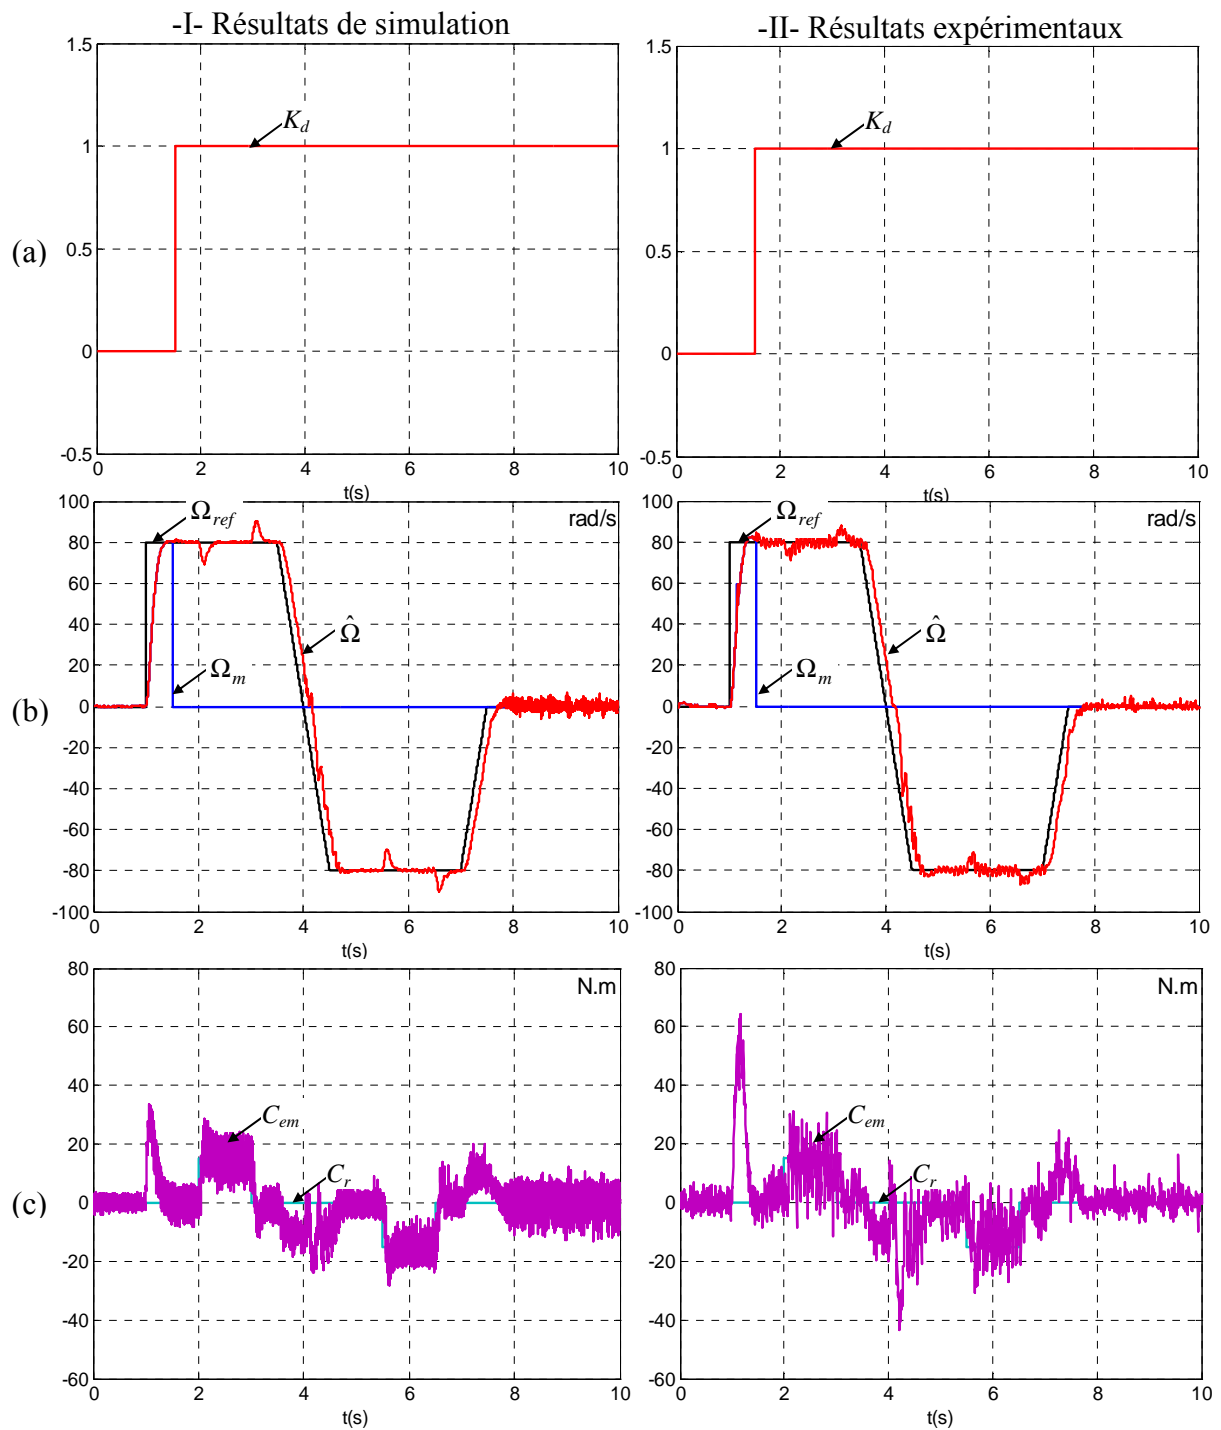 -I- Résultats de simulation
-II- Résultats expérimentaux
(a)
1.5
1
0.5
0
-0.5
K_d
0 2 4 6 8 10
t(s)
1.5
1
0.5
0
-0.5
K_d
0 2 4 6 8 10
t(s)
(b)
100
80
60
40
20
0
-20
-40
-60
-80
-100
rad/s
Ω_ref
Ω̂
Ω_m
0 2 4 6 8 10
t(s)
100
80
60
40
20
0
-20
-40
-60
-80
-100
rad/s
Ω_ref
Ω̂
Ω_m
0 2 4 6 8 10
t(s)
(c)
80
60
40
20
0
-20
-40
-60
N.m
C_em
C_r
0 2 4 6 8 10
t(s)
80
60
40
20
0
-20
-40
-60
N.m
C_em
C_r
0 2 4 6 8 10
t(s)